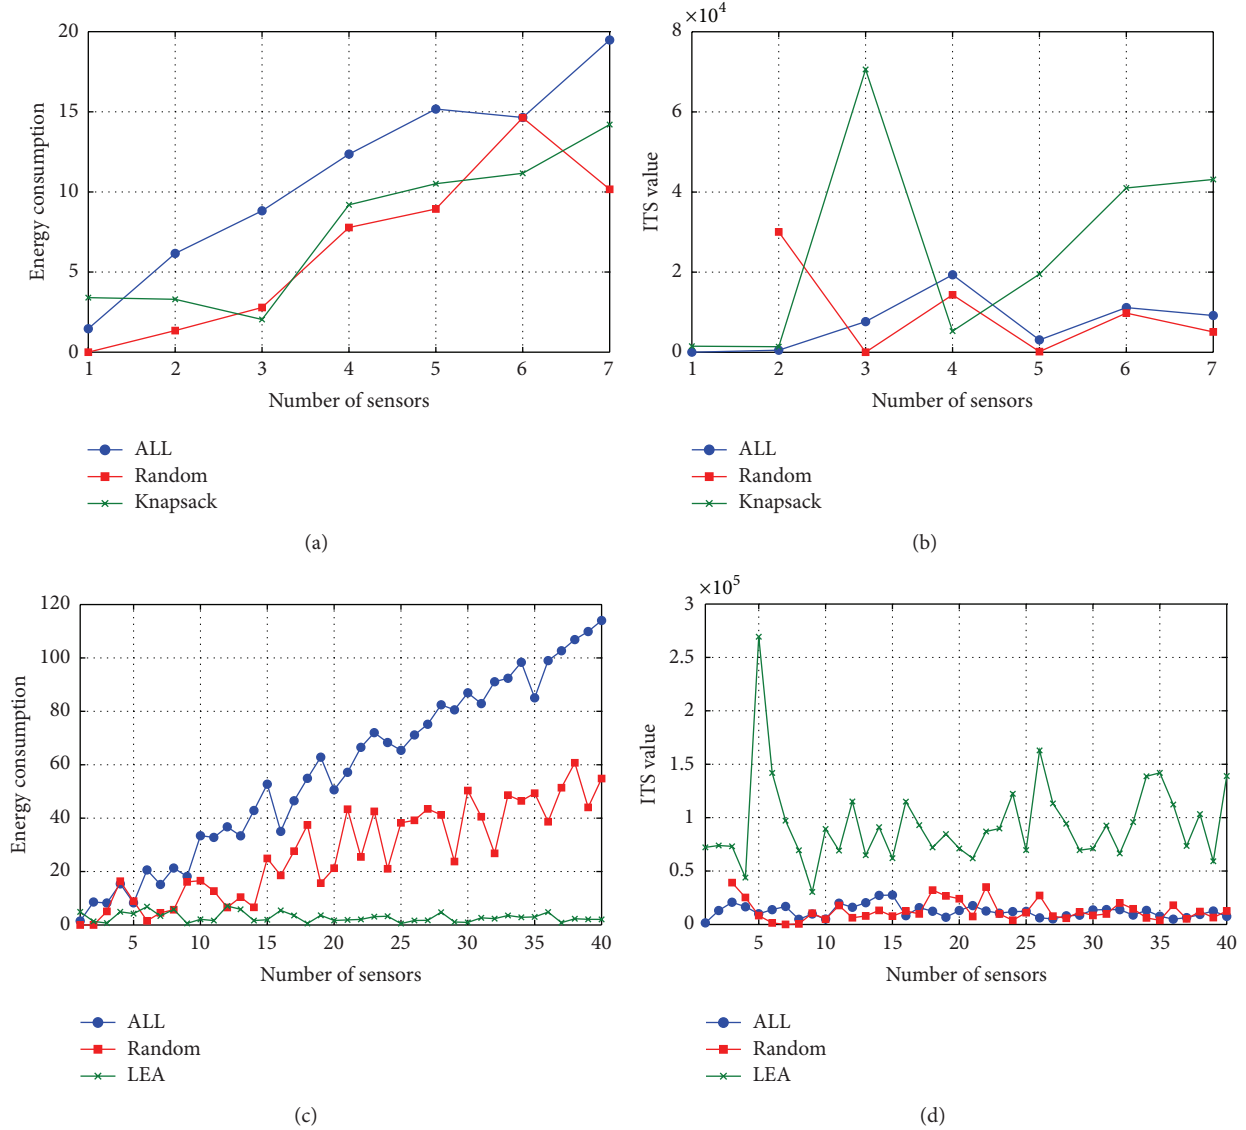 20
15
10
5
0
1 2 3 4 5 6 7
Energy consumption
Number of sensors
ALL
Random
Knapsack
(a)
×10⁴
8
6
4
2
0
1 2 3 4 5 6 7
ITS value
Number of sensors
ALL
Random
Knapsack
(b)
120
100
80
60
40
20
0
5 10 15 20 25 30 35 40
Energy consumption
Number of sensors
ALL
Random
LEA
(c)
×10⁵
3
2.5
2
1.5
1
0.5
0
5 10 15 20 25 30 35 40
ITS value
Number of sensors
ALL
Random
LEA
(d)